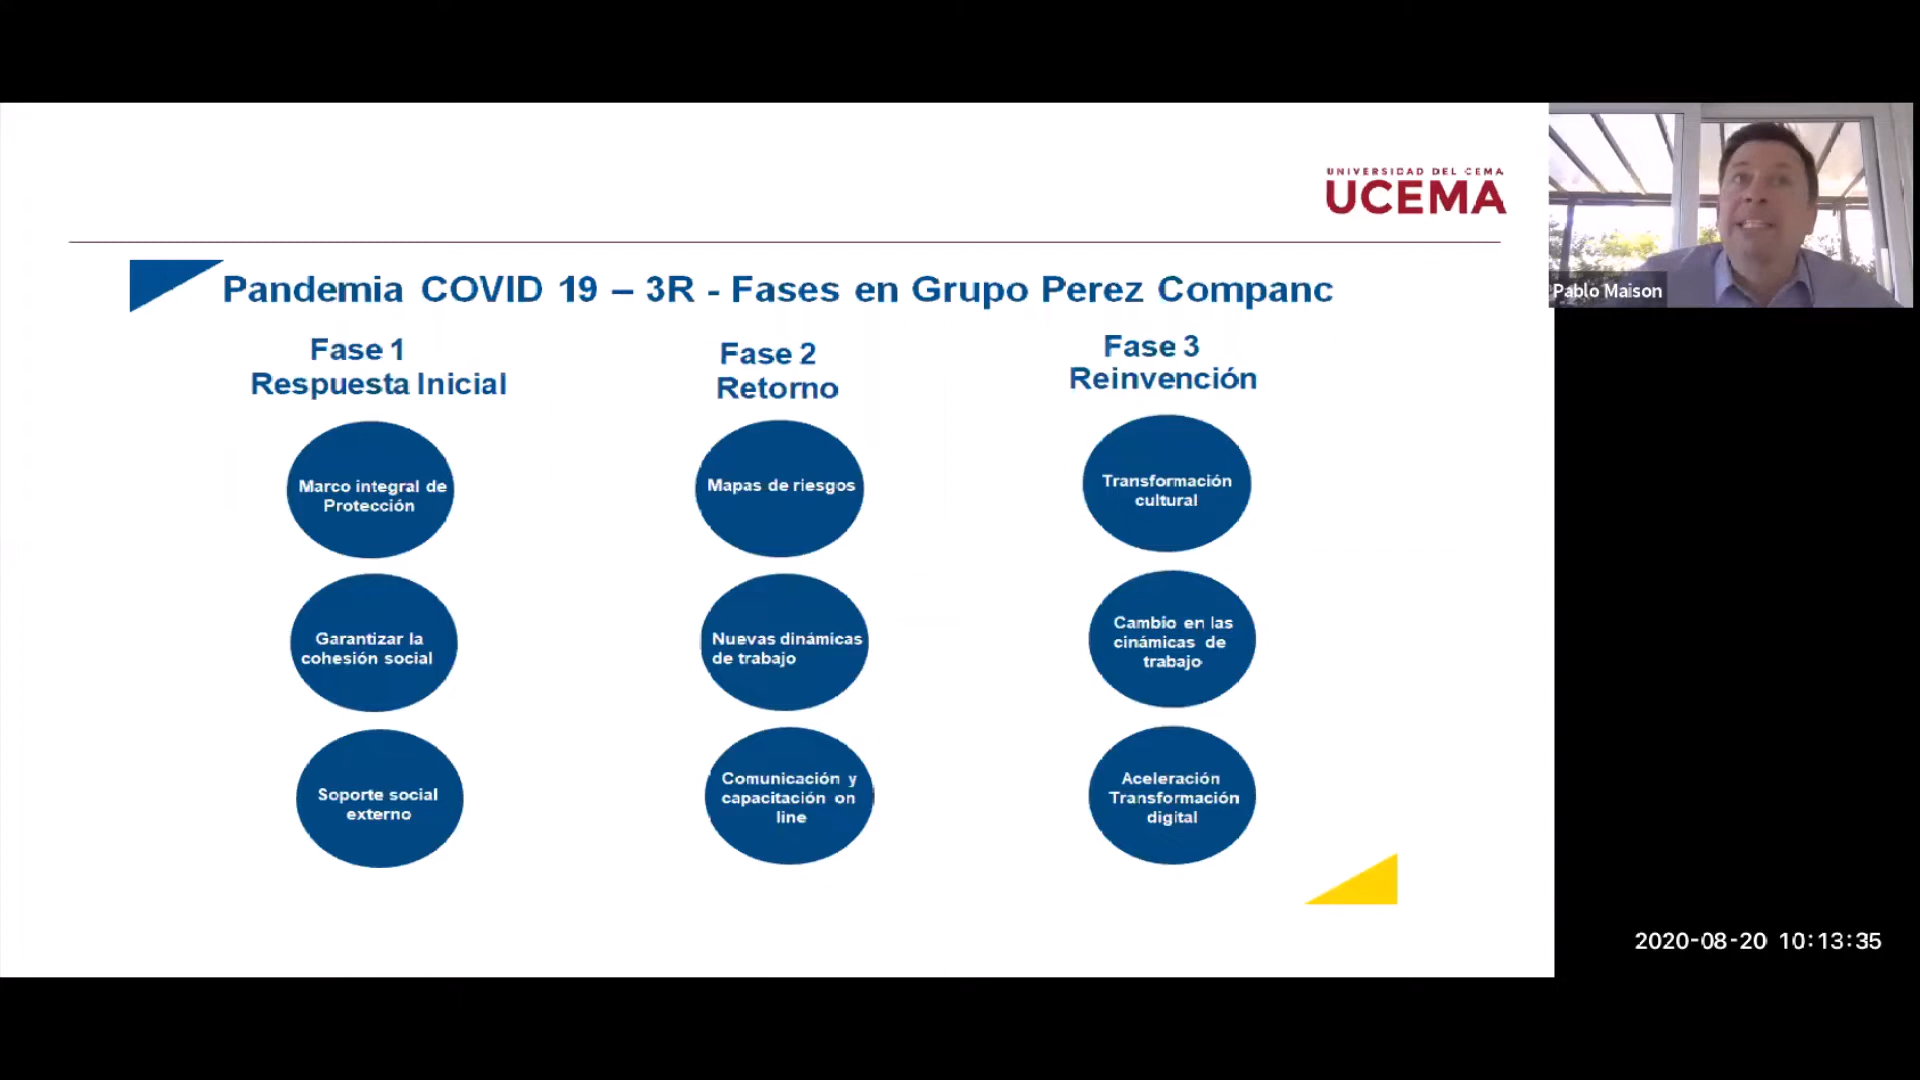 UNIVERSIDAD DEL CEMA
UCEMA
Pablo Maison
Pandemia COVID 19 – 3R - Fases en Grupo Perez Companc
Fase 1
Respuesta Inicial
Marco integral de
Protección
Garantizar la
cohesión social
Soporte social
externo
Fase 2
Retorno
Mapas de riesgos
Nuevas dinámicas
de trabajo
Comunicación y
capacitación on
line
Fase 3
Reinvención
Transformación
cultural
Cambio en las
cinámicas de
trabajo
Aceleración
Transformación
digital
2020-08-20 10:13:35